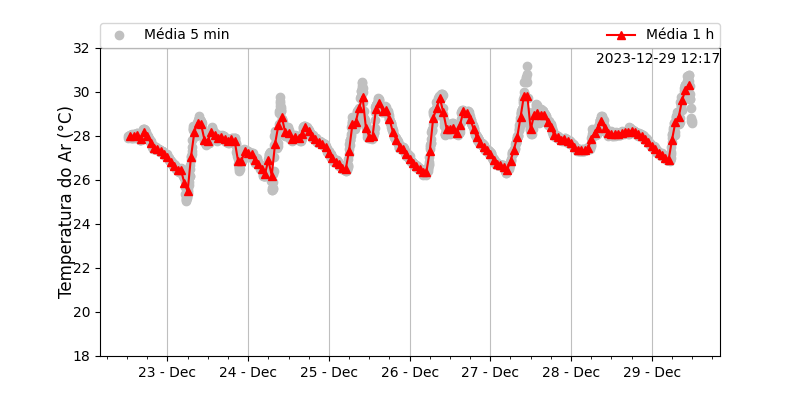 Média 5 min
Média 1 h
2023-12-29 12:17
Temperatura do Ar (°C)
32
30
28
26
24
22
20
18
23 - Dec
24 - Dec
25 - Dec
26 - Dec
27 - Dec
28 - Dec
29 - Dec